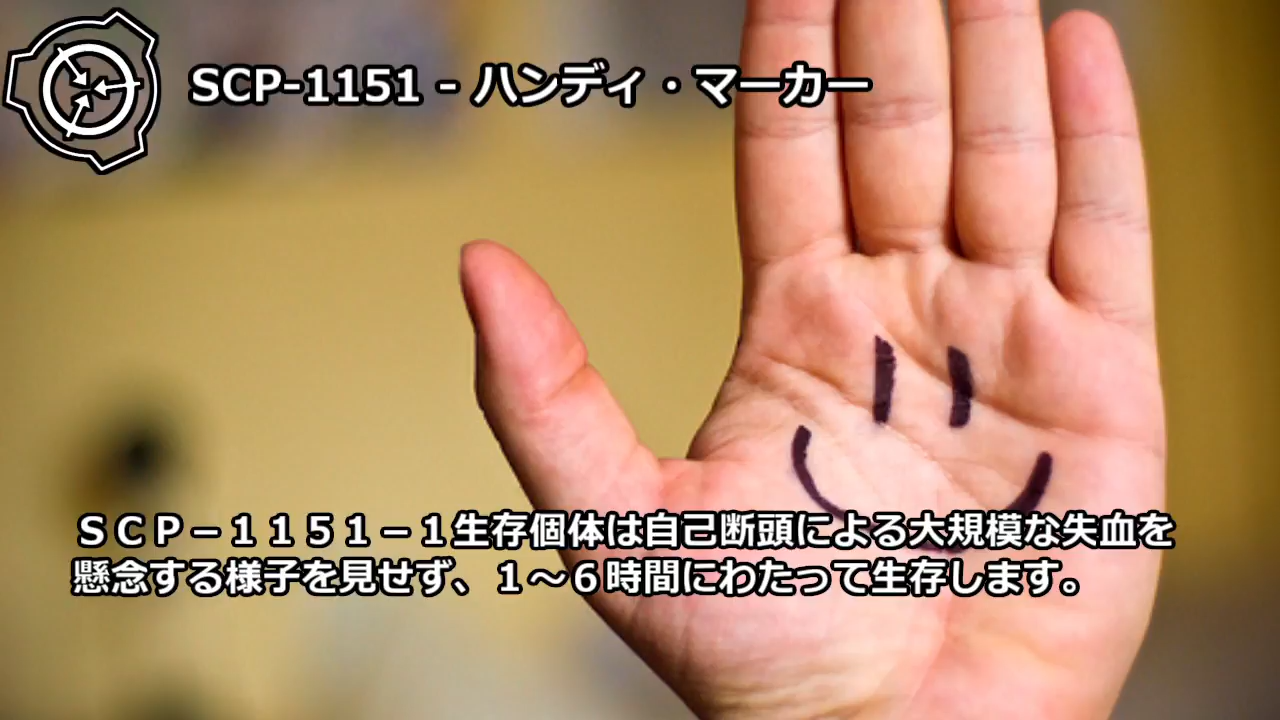 SCP-1151 - ハンディ・マーカー
ＳＣＰ－１１５１－１生存個体は自己断頭による大規模な失血を
懸念する様子を見せず、１～６時間にわたって生存します。